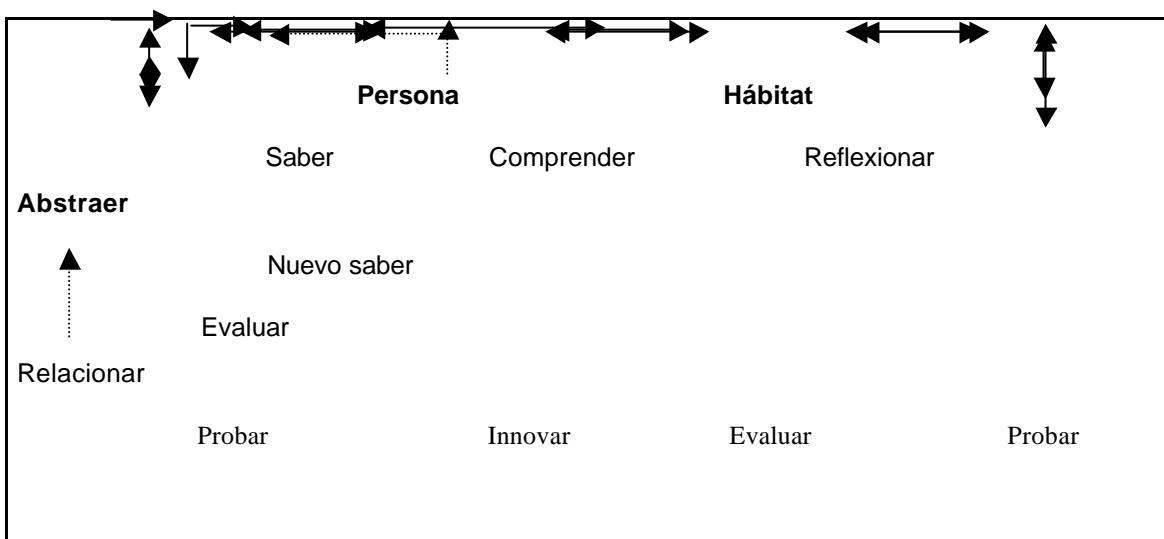 Persona Hábitat
Saber Comprender Reflexionar
Abstraer
Nuevo saber
Evaluar
Relacionar
Probar Innovar Evaluar Probar